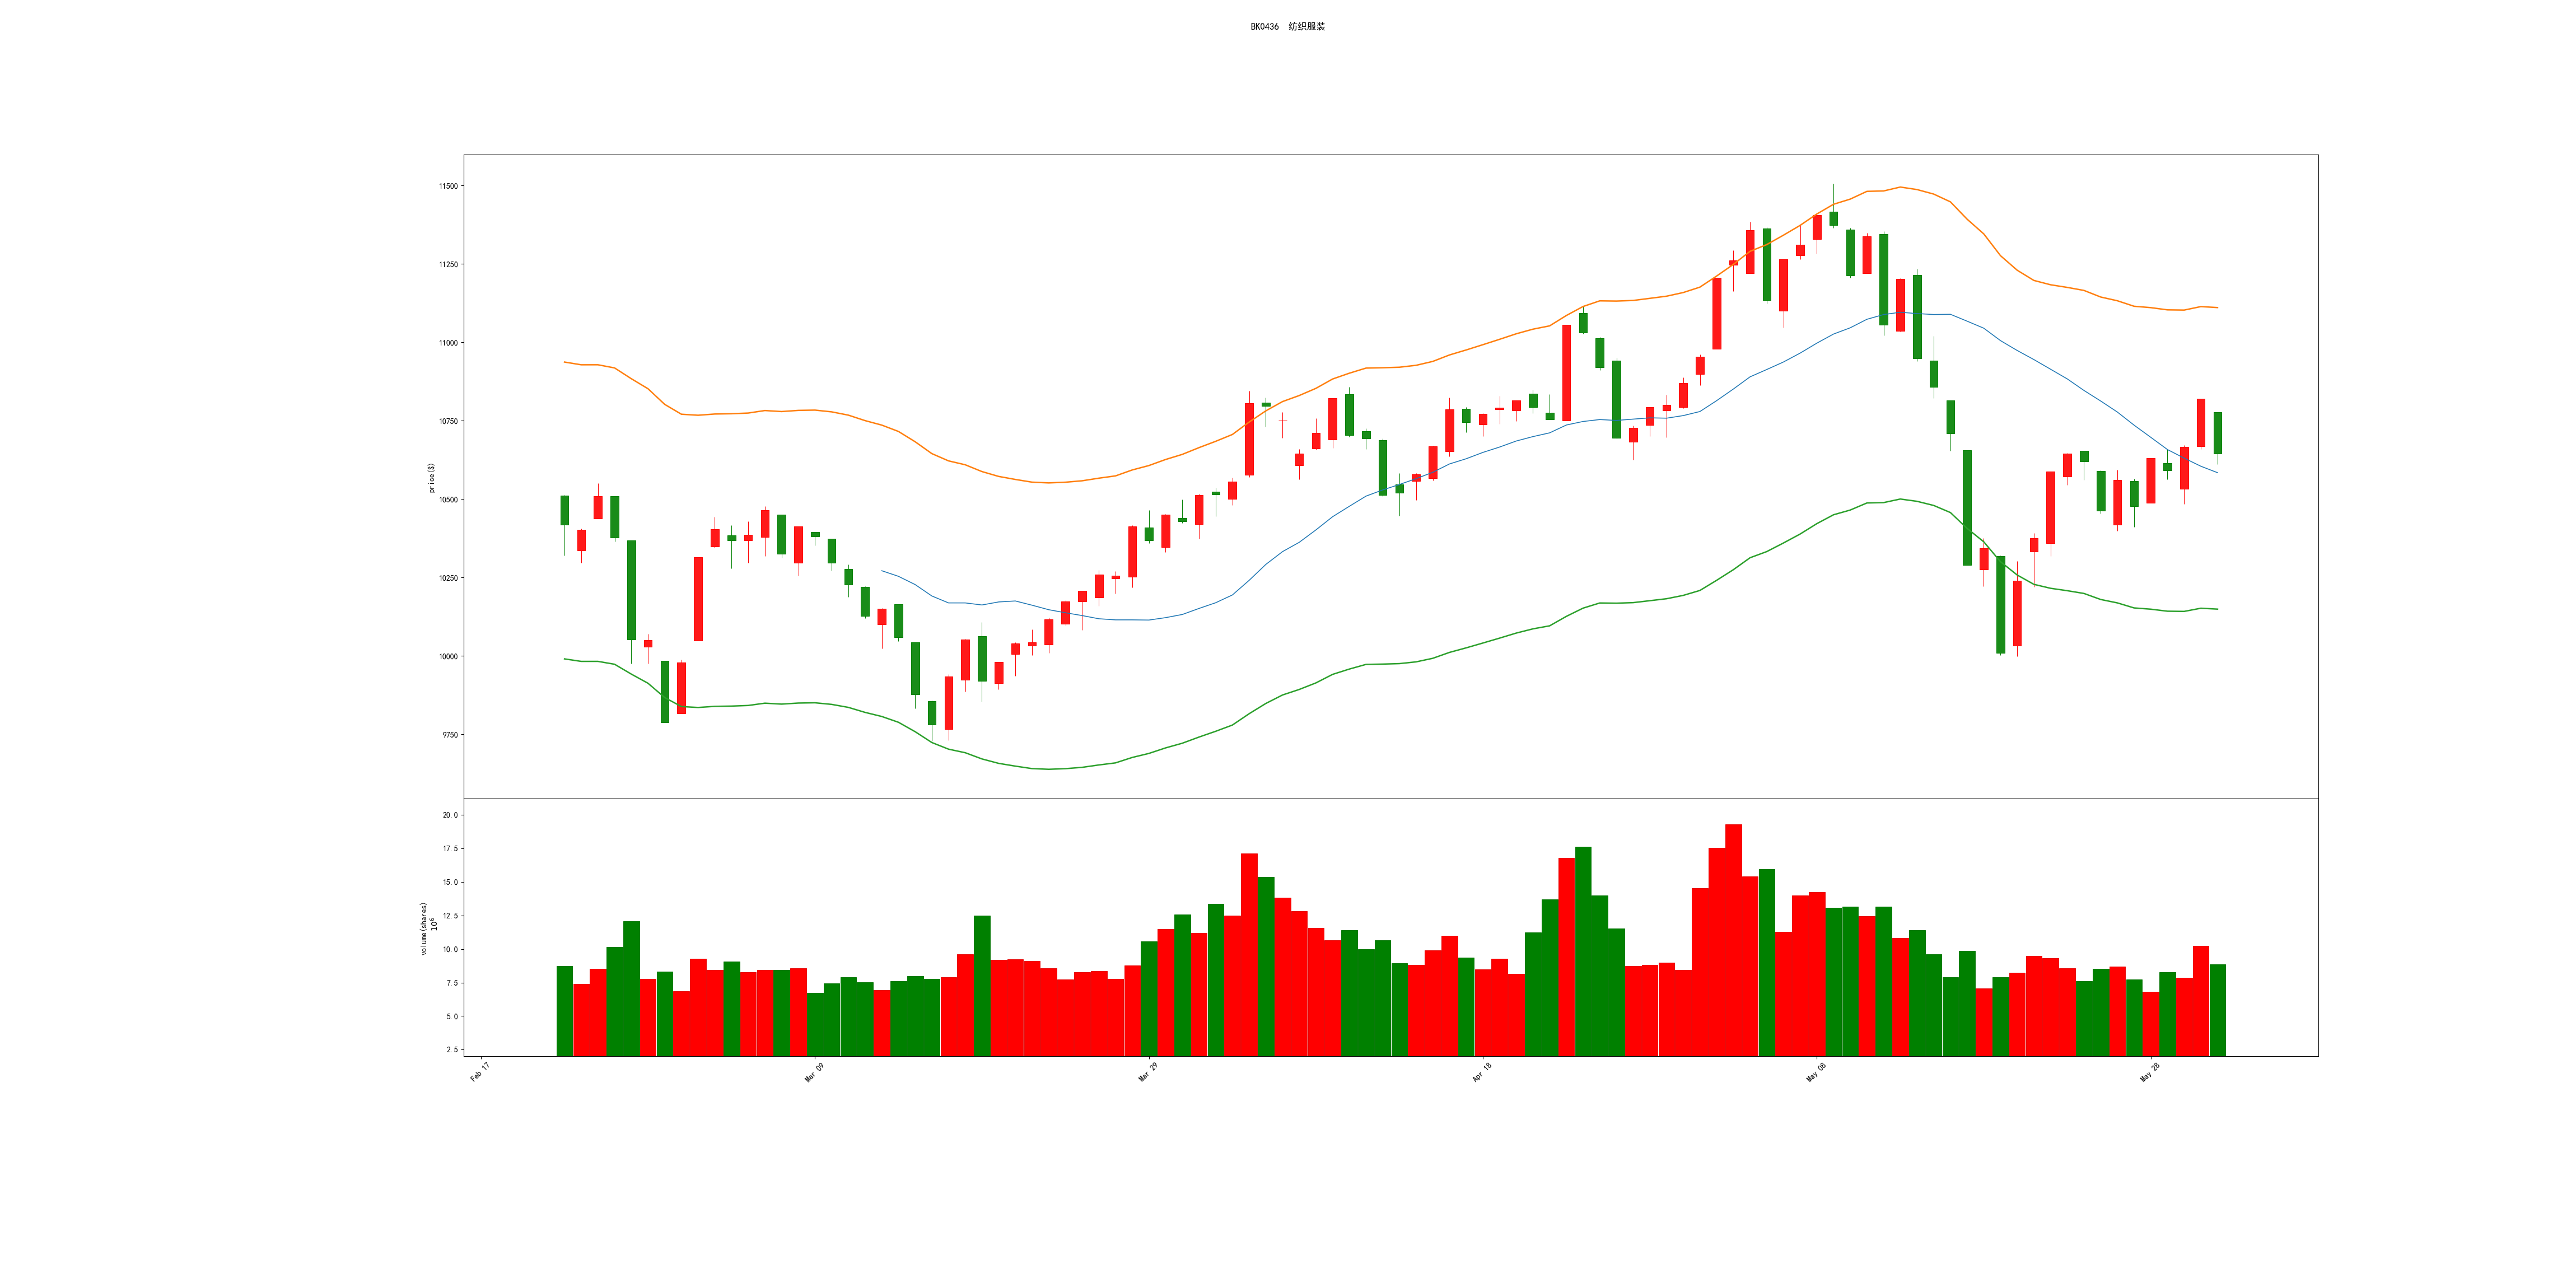 BK0436 纺织服装
11500
11250
11000
10750
10500
10250
10000
9750
price($)
20.0
17.5
15.0
12.5
10.0
7.5
5.0
2.5
volume(shares)
10^6
Feb 17
Mar 09
Mar 29
Apr 18
May 08
May 28